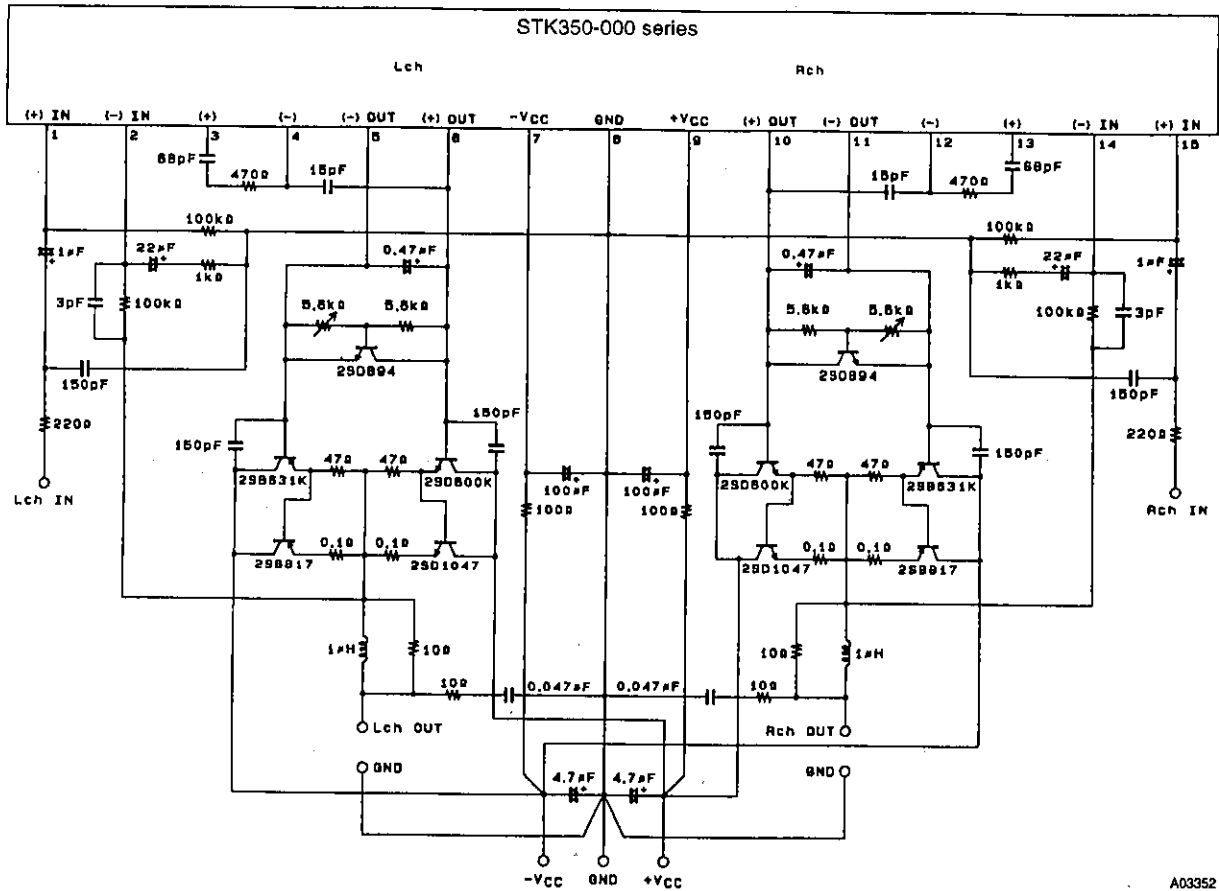 STK350-000 series
Lch Rch
(+) IN (-) IN (+) (-) (-) OUT (+) OUT -VCC GND +VCC (+) OUT (-) OUT (-) (+) (-) IN (+) IN
1 2 3 4 5 6 7 8 9 10 11 12 13 14 15
68pF 68pF
470Ω 15pF 15pF 470Ω
100kΩ 100kΩ
1µF 22µF 0.47µF 0.47µF 22µF 1µF
1kΩ 1kΩ
3pF 100kΩ 5.6kΩ 5.6kΩ 5.6kΩ 5.6kΩ 100kΩ 3pF
2SD894 2SD894
150pF 150pF
220Ω 150pF 150pF 150pF 150pF 220Ω
47Ω 47Ω 47Ω 47Ω
2SB631K 2SD600K 100µF 100µF 2SD600K 2SB631K
Lch IN 100Ω 100Ω Rch IN
0.1Ω 0.1Ω 0.1Ω 0.1Ω
2SB817 2SD1047 2SD1047 2SB817
1µH 10Ω 10Ω 1µH
10Ω 0.047µF 0.047µF 10Ω
Lch OUT Rch OUT
GND 4.7µF 4.7µF GND
-VCC GND +VCC
A03352